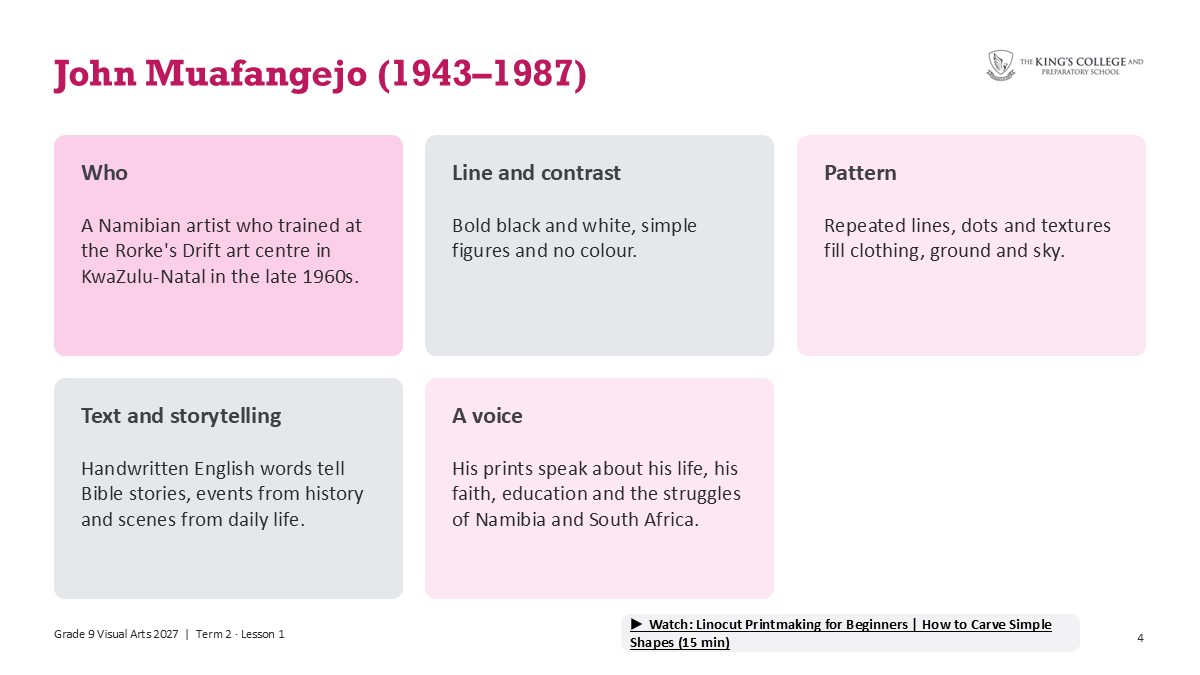 John Muafangejo (1943–1987)
THE KING'S COLLEGE AND
PREPARATORY SCHOOL
Who
A Namibian artist who trained at
the Rorke's Drift art centre in
KwaZulu-Natal in the late 1960s.
Line and contrast
Bold black and white, simple
figures and no colour.
Pattern
Repeated lines, dots and textures
fill clothing, ground and sky.
Text and storytelling
Handwritten English words tell
Bible stories, events from history
and scenes from daily life.
A voice
His prints speak about his life, his
faith, education and the struggles
of Namibia and South Africa.
Grade 9 Visual Arts 2027 | Term 2 · Lesson 1
▶ Watch: Linocut Printmaking for Beginners | How to Carve Simple
Shapes (15 min)
4